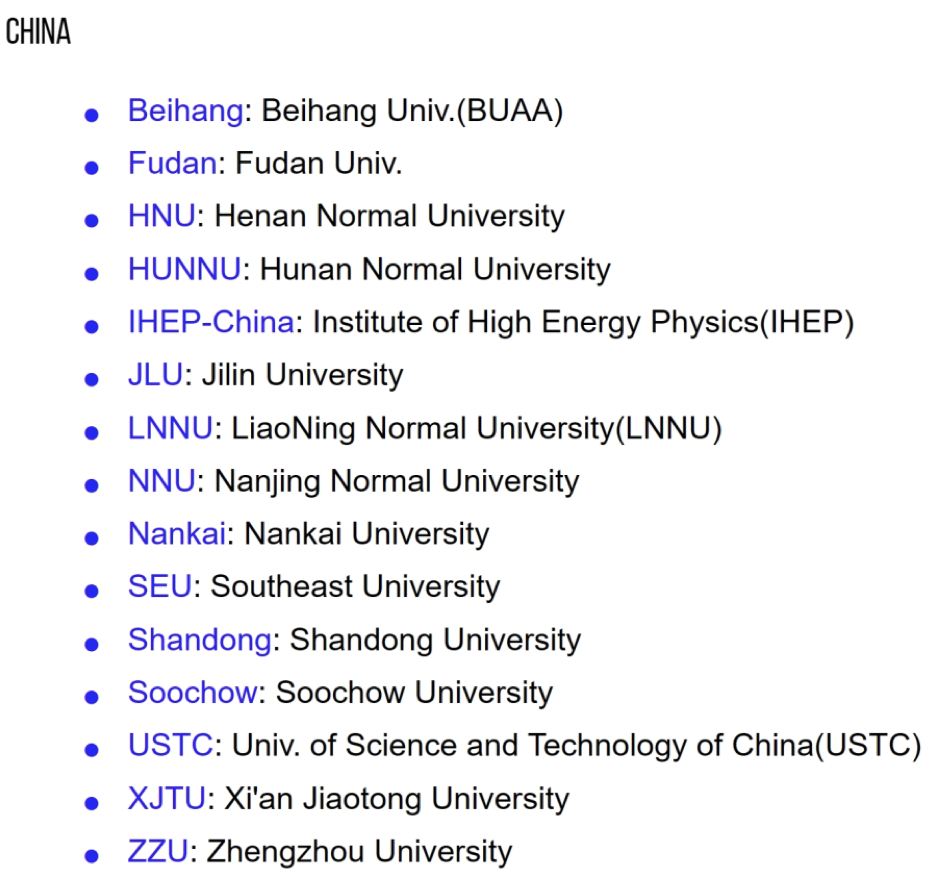 CHINA
Beihang: Beihang Univ.(BUAA)
Fudan: Fudan Univ.
HNU: Henan Normal University
HUNNU: Hunan Normal University
IHEP-China: Institute of High Energy Physics(IHEP)
JLU: Jilin University
LNNU: LiaoNing Normal University(LNNU)
NNU: Nanjing Normal University
Nankai: Nankai University
SEU: Southeast University
Shandong: Shandong University
Soochow: Soochow University
USTC: Univ. of Science and Technology of China(USTC)
XJTU: Xi'an Jiaotong University
ZZU: Zhengzhou University